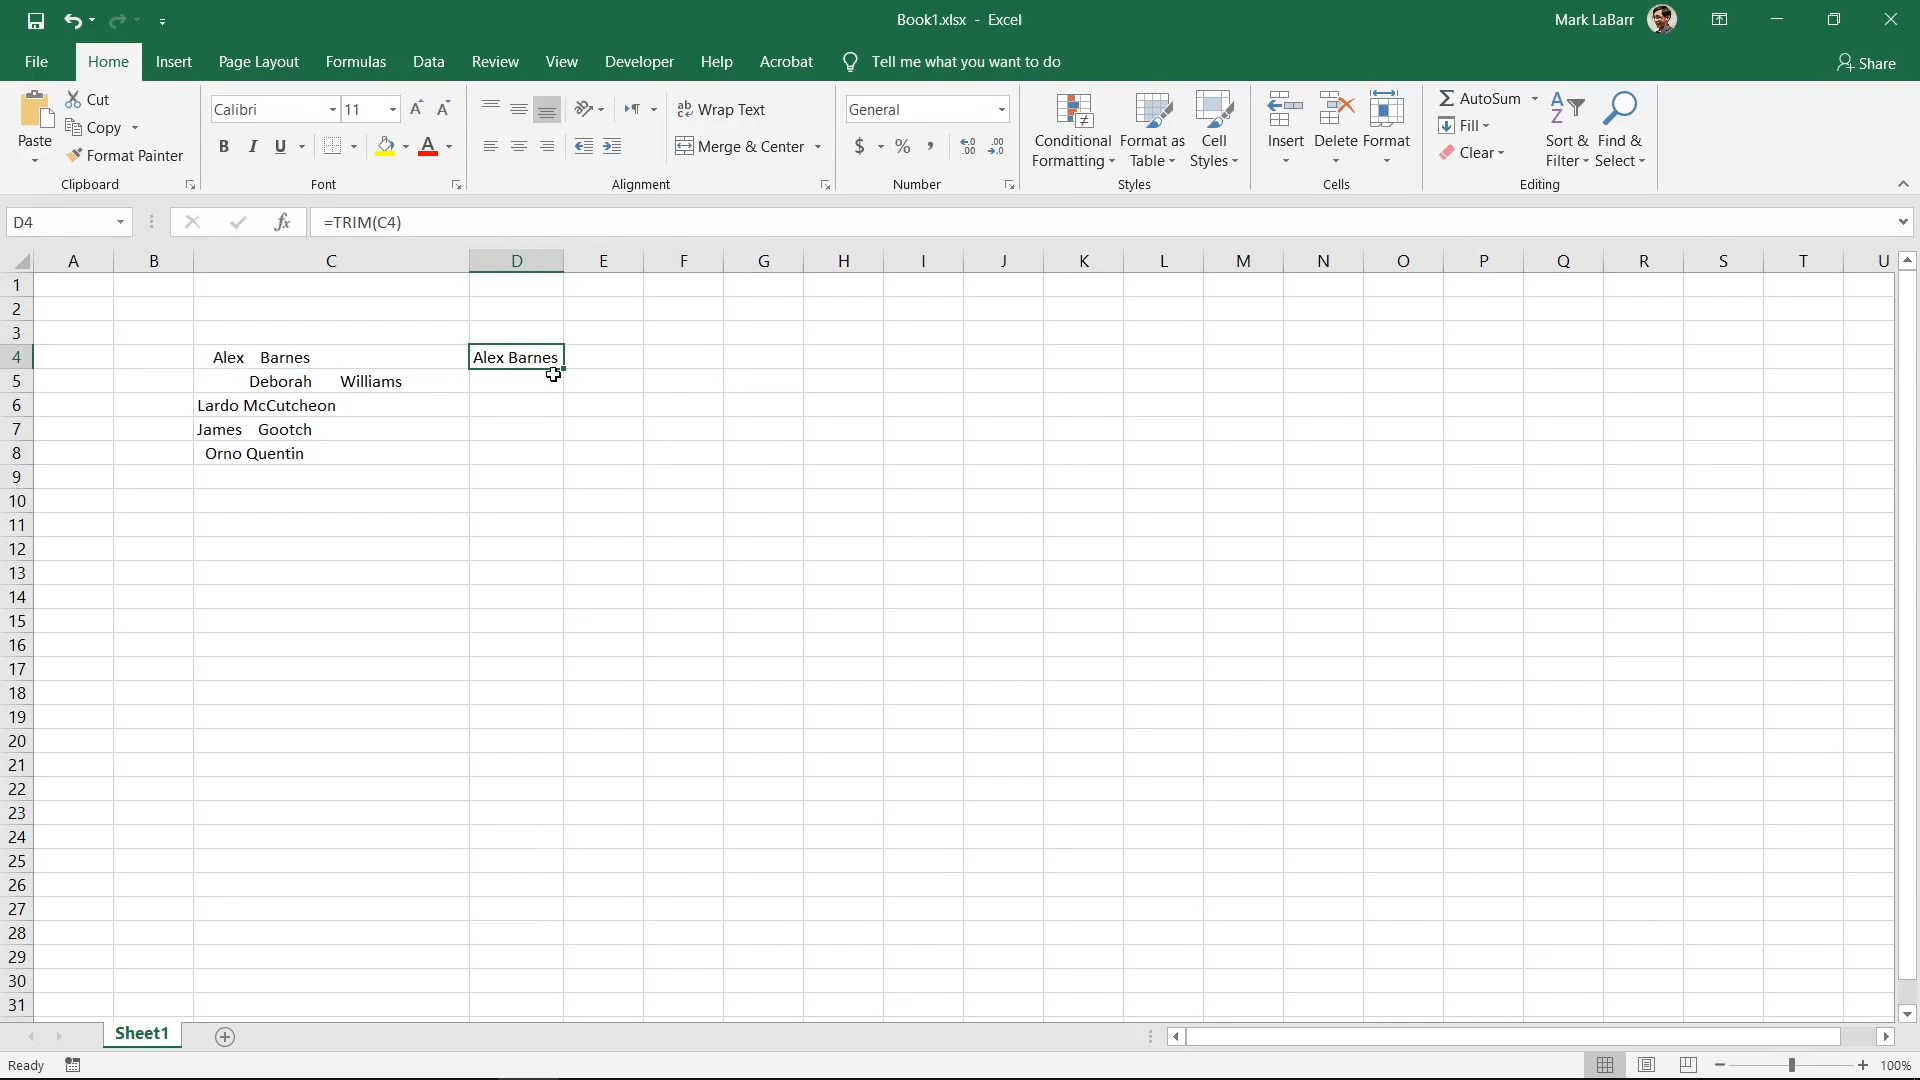 Book1.xlsx - Excel
Mark LaBarr
File Home Insert Page Layout Formulas Data Review View Developer Help Acrobat Tell me what you want to do Share
Paste
Cut
Copy
Format Painter
Clipboard
Calibri 11
B I U A
Font
Wrap Text
Merge & Center
Alignment
General
$ % ,
Number
Conditional Formatting
Format as Table
Cell Styles
Styles
Insert Delete Format
Cells
AutoSum
Fill
Clear
Sort & Filter
Find & Select
Editing
D4 fx =TRIM(C4)
A B C D E F G H I J K L M N O P Q R S T U
1
2
3
4 Alex    Barnes Alex Barnes
5 Deborah       Williams
6 Lardo McCutcheon
7 James    Gootch
8 Orno Quentin
9
10
11
12
13
14
15
16
17
18
19
20
21
22
23
24
25
26
27
28
29
30
31
Sheet1
Ready 100%